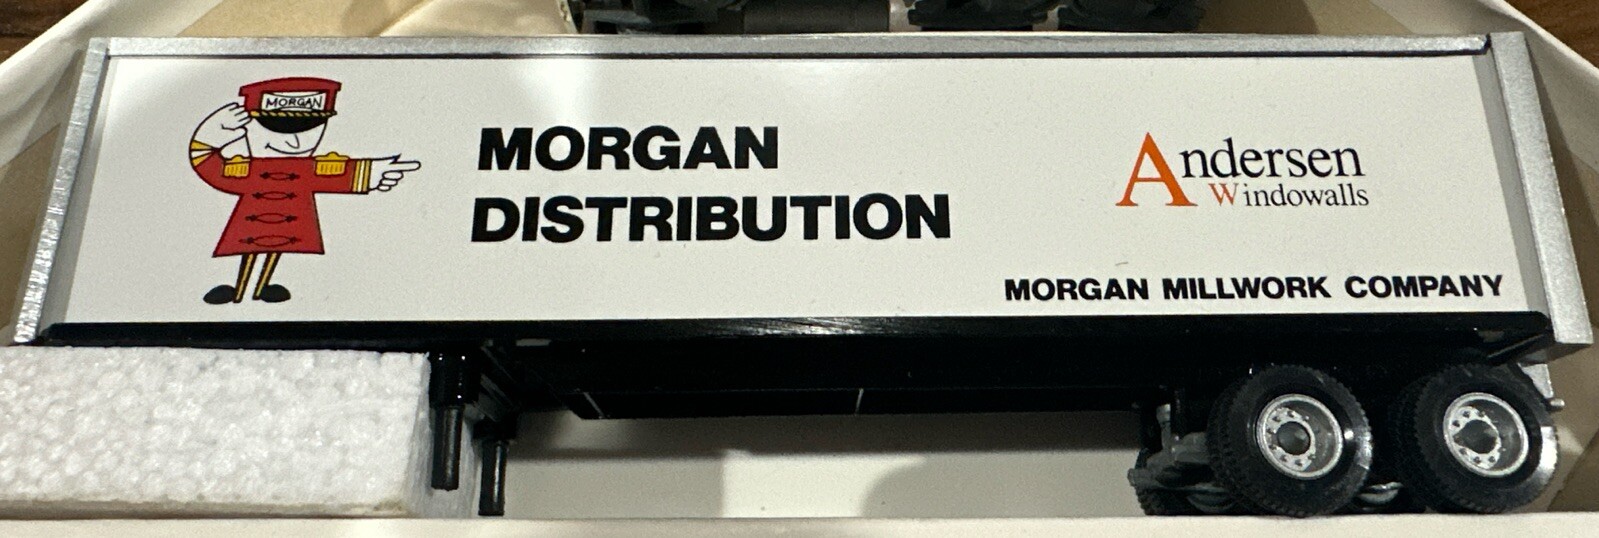 MORGAN
MORGAN
DISTRIBUTION
Andersen
Windowalls
MORGAN MILLWORK COMPANY